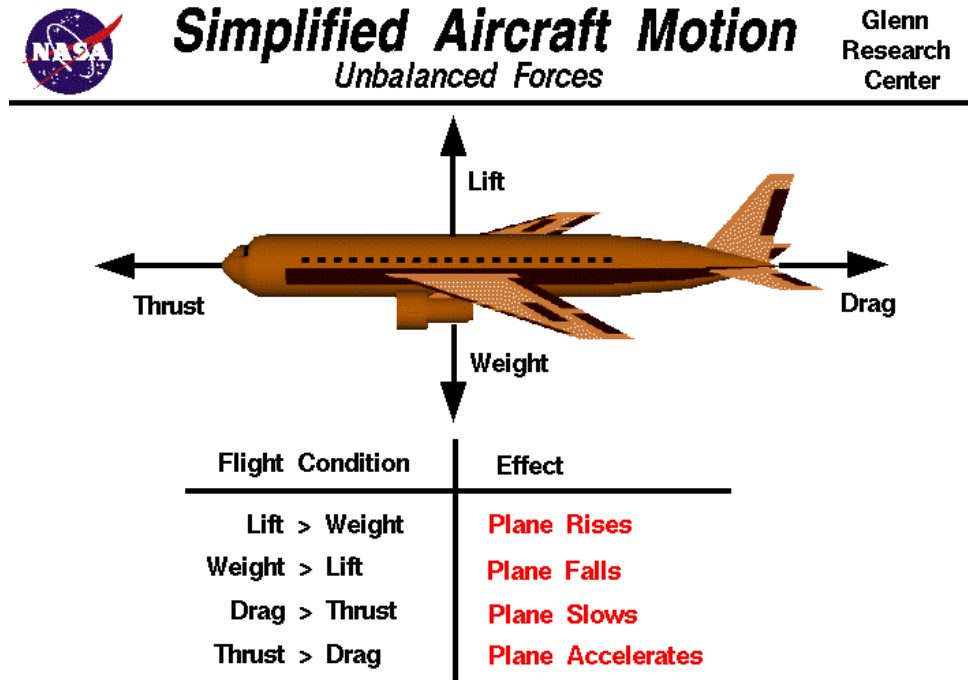 NASA
Simplified Aircraft Motion
Unbalanced Forces
Glenn
Research
Center
Lift
Thrust
Drag
Weight
Flight Condition Effect
Lift > Weight Plane Rises
Weight > Lift Plane Falls
Drag > Thrust Plane Slows
Thrust > Drag Plane Accelerates